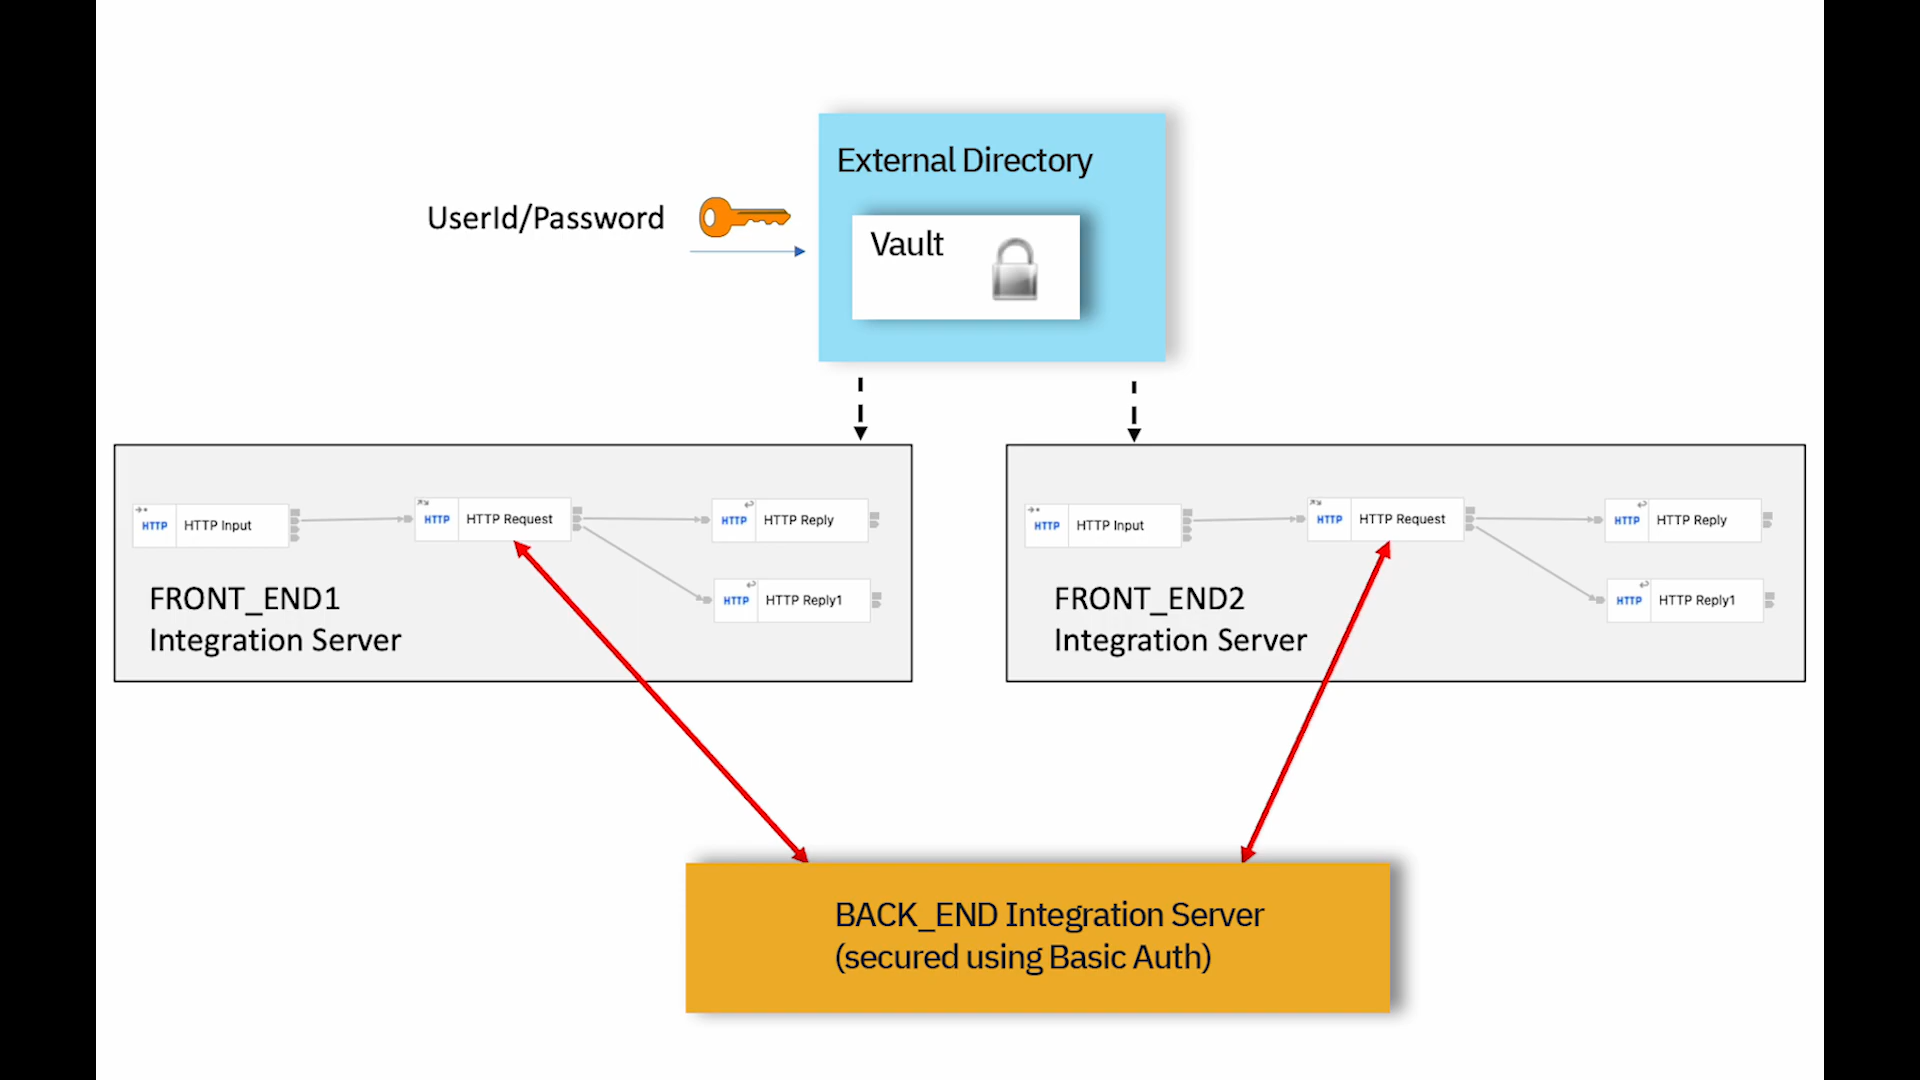 External Directory
UserId/Password
Vault
HTTP HTTP Input
HTTP HTTP Request
HTTP HTTP Reply
HTTP HTTP Reply1
FRONT_END1
Integration Server
HTTP HTTP Input
HTTP HTTP Request
HTTP HTTP Reply
HTTP HTTP Reply1
FRONT_END2
Integration Server
BACK_END Integration Server
(secured using Basic Auth)